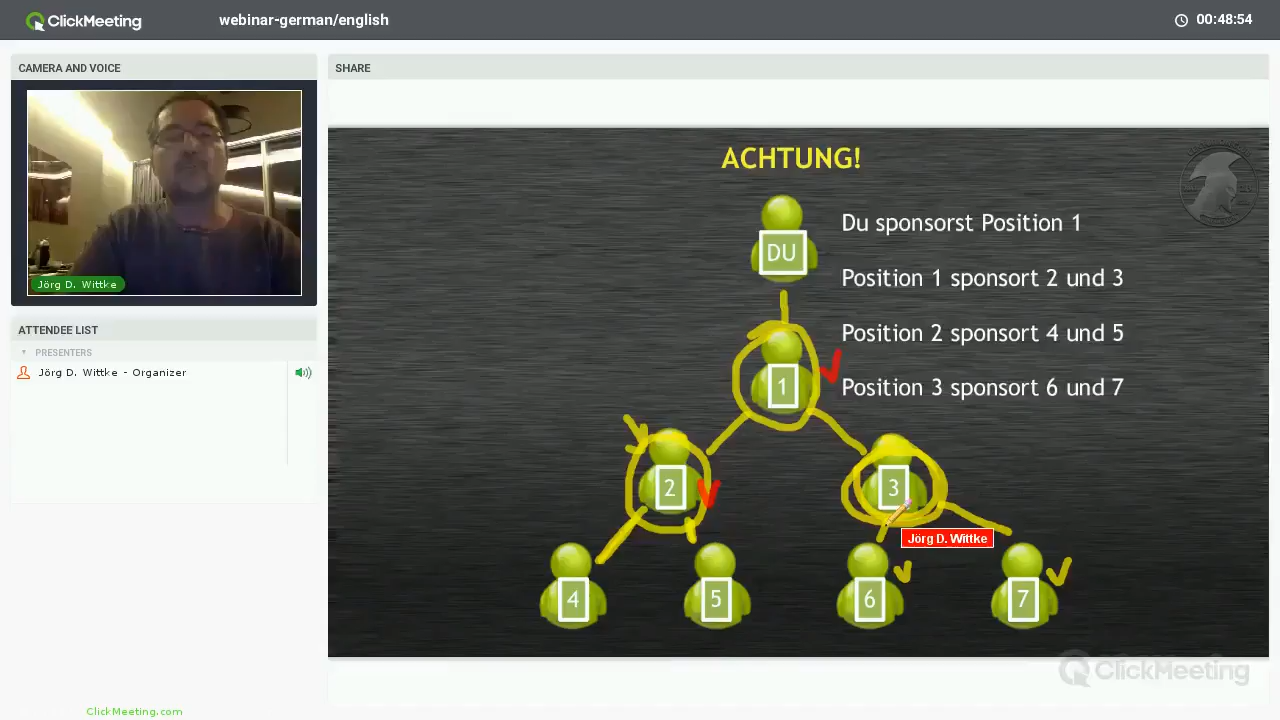 ClickMeeting
webinar-german/english
00:48:54
CAMERA AND VOICE
Jörg D. Wittke
ATTENDEE LIST
PRESENTERS
Jörg D. Wittke - Organizer
SHARE
ACHTUNG!
DU
Du sponsorst Position 1
Position 1 sponsort 2 und 3
Position 2 sponsort 4 und 5
1
Position 3 sponsort 6 und 7
2
3
Jörg D. Wittke
4
5
6
7
ClickMeeting
ClickMeeting.com